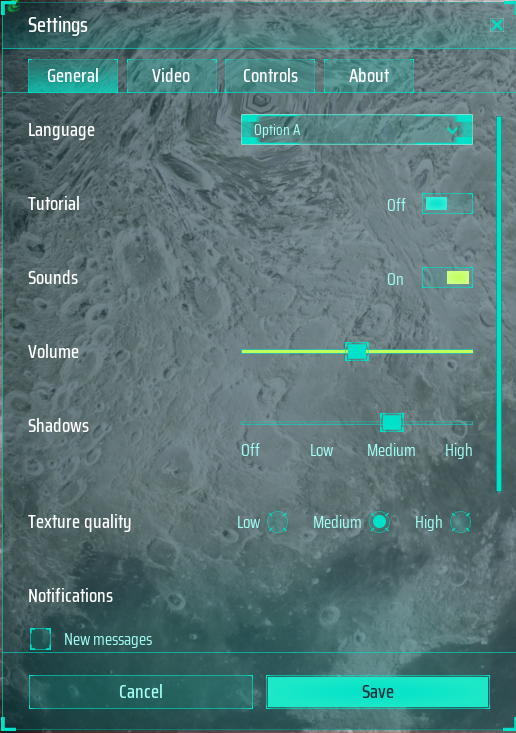 Settings
General Video Controls About
Language Option A
Tutorial Off
Sounds On
Volume
Shadows
Off Low Medium High
Texture quality Low Medium High
Notifications
New messages
Cancel Save